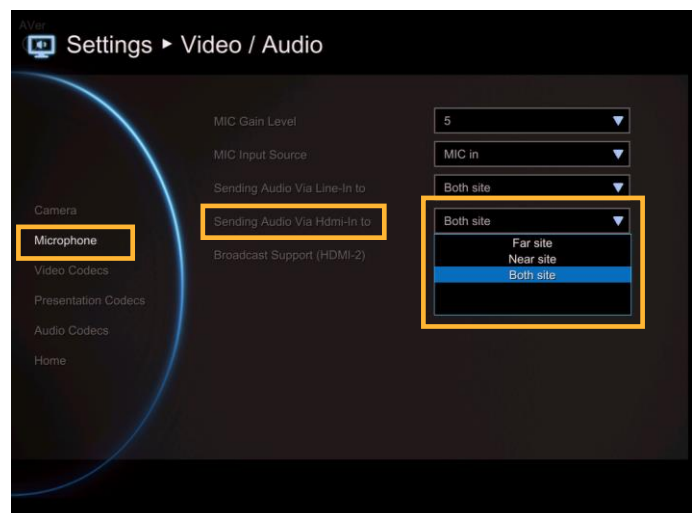 AVer
Settings ▸ Video / Audio
MIC Gain Level 5
MIC Input Source MIC in
Sending Audio Via Line-In to Both site
Camera
Sending Audio Via Hdmi-In to Both site
Microphone
Far site
Broadcast Support (HDMI-2)
Near site
Video Codecs
Both site
Presentation Codecs
Audio Codecs
Home